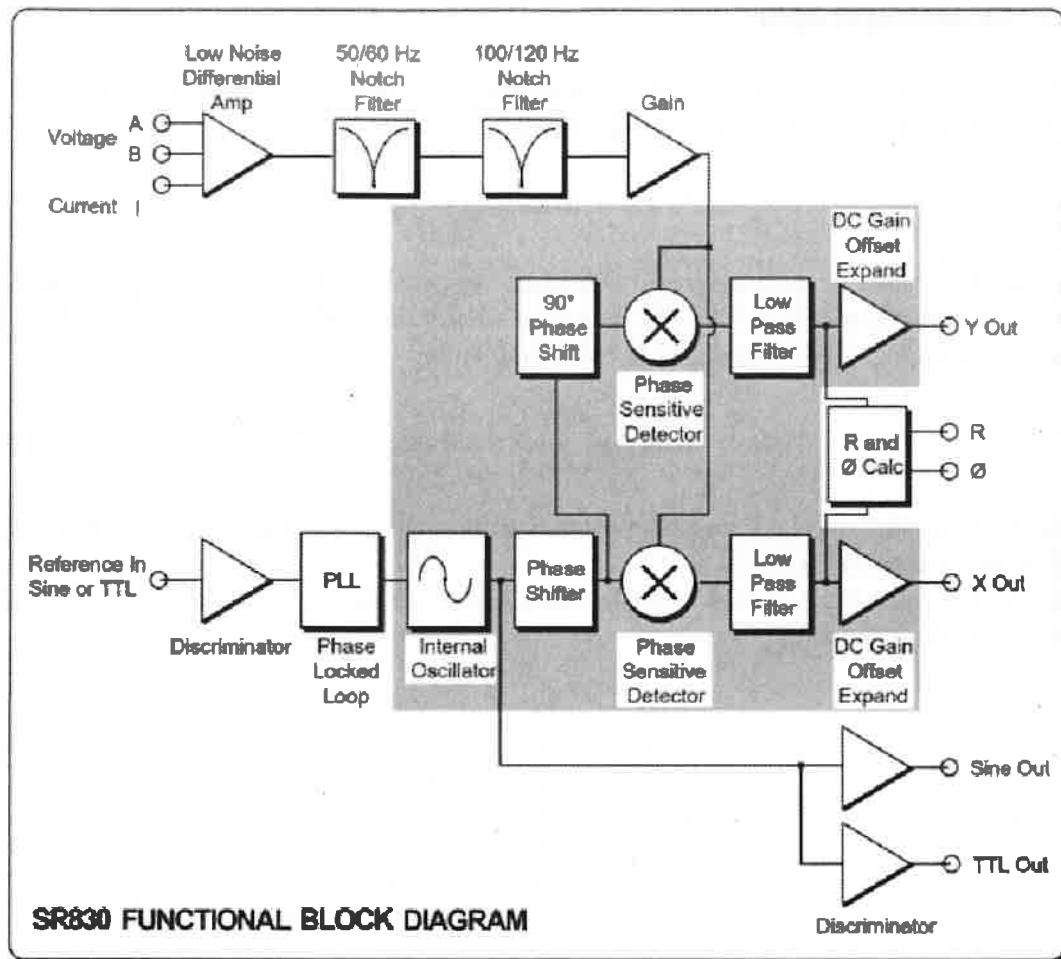 Low Noise
Differential
Amp
50/60 Hz
Notch
Filter
100/120 Hz
Notch
Filter
Gain
Voltage
A
B
Current
I
DC Gain
Offset
Expand
90°
Phase
Shift
Low
Pass
Filter
Y Out
Phase
Sensitive
Detector
R and
Ø Calc
R
Ø
Reference In
Sine or TTL
PLL
Phase
Shifter
Low
Pass
Filter
X Out
Discriminator
Phase
Locked
Loop
Internal
Oscillator
Phase
Sensitive
Detector
DC Gain
Offset
Expand
Sine Out
TTL Out
Discriminator
SR830 FUNCTIONAL BLOCK DIAGRAM